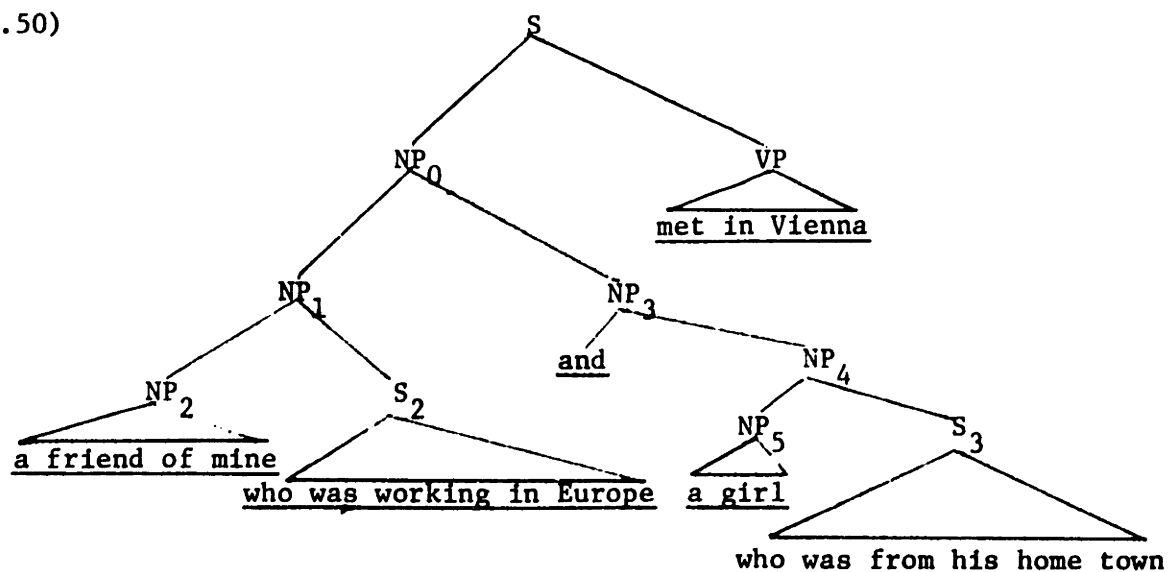 .50)
S
NP0 VP
met in Vienna
NP1 NP3
and NP4
NP2 S2
NP5 S3
a friend of mine
who was working in Europe a girl
who was from his home town